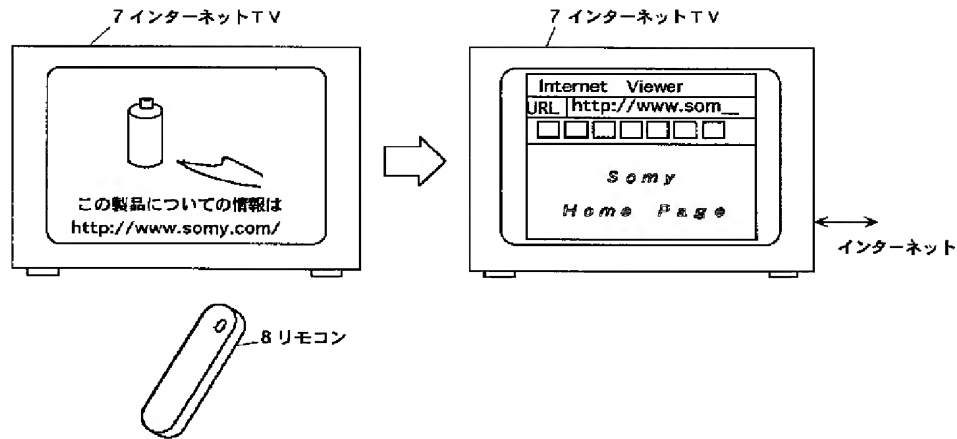 7 インターネットTV
この製品についての情報は
http://www.somy.com/
8 リモコン
7 インターネットTV
Internet Viewer
URL http://www.som__
Somy
Home Page
インターネット